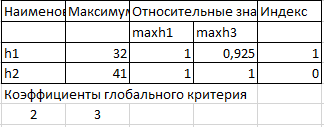 Наименов Максимум Относительные зна Индекс
maxh1 maxh3
h1 32 1 0,925 1
h2 41 1 1 0
Коэффициенты глобального критерия
2 3